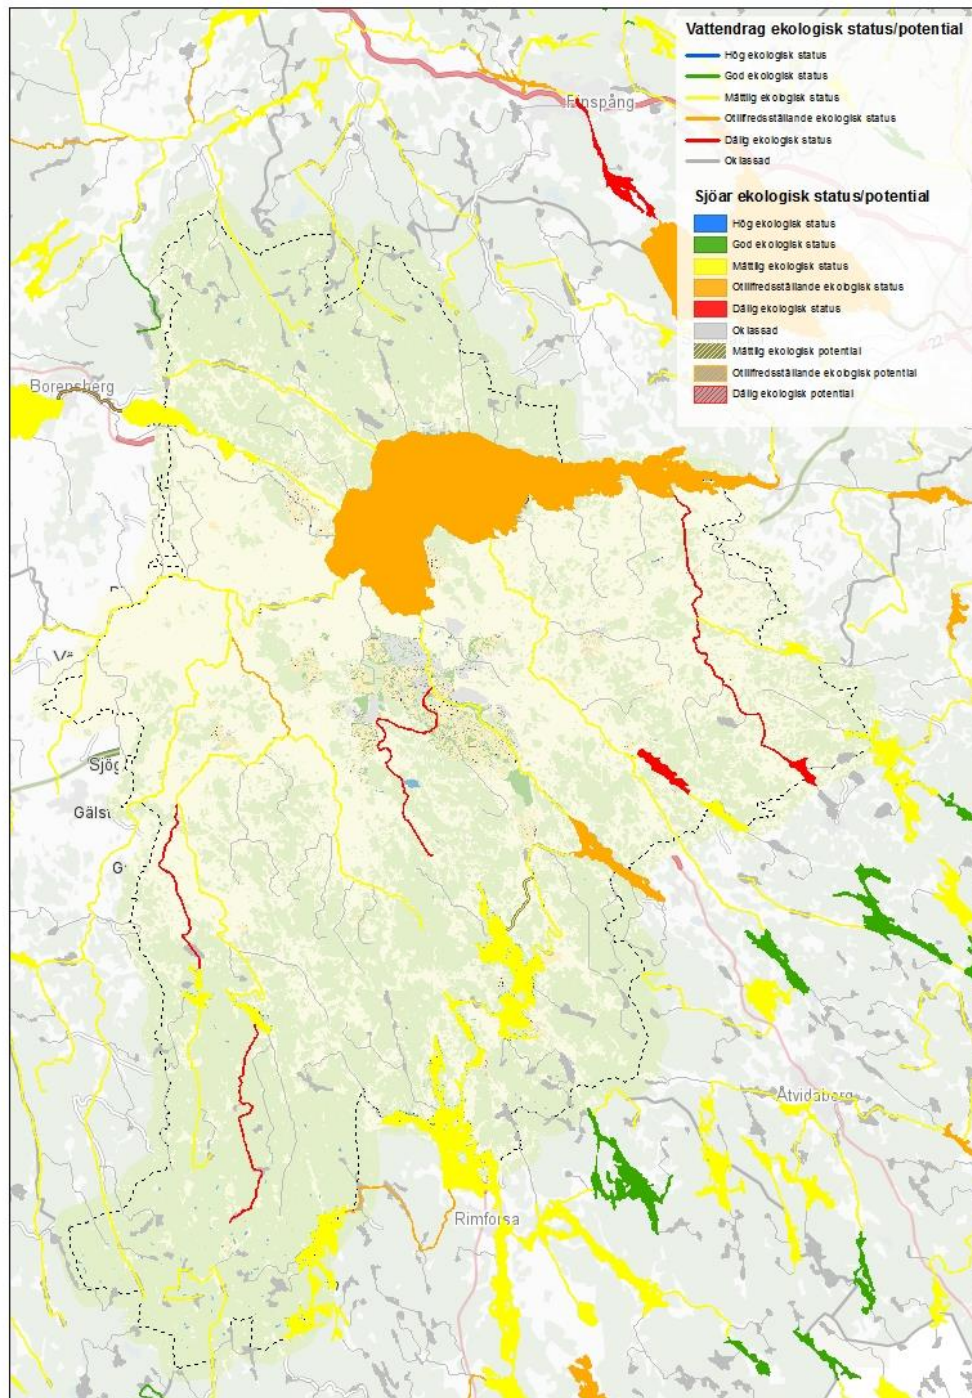 Vattendrag ekologisk status/potential
Hög ekologisk status
God ekologisk status
Måttlig ekologisk status
Otillfredsställande ekologisk status
Dålig ekologisk status
Oklassad
Sjöar ekologisk status/potential
Hög ekologisk status
God ekologisk status
Måttlig ekologisk status
Otillfredsställande ekologisk status
Dålig ekologisk status
Oklassad
Måttlig ekologisk potential
Otillfredsställande ekologisk potential
Dålig ekologisk potential
Finspång
Borensberg
Vä
Sjög
Gälst
Åtvidaberg
Rimforsa